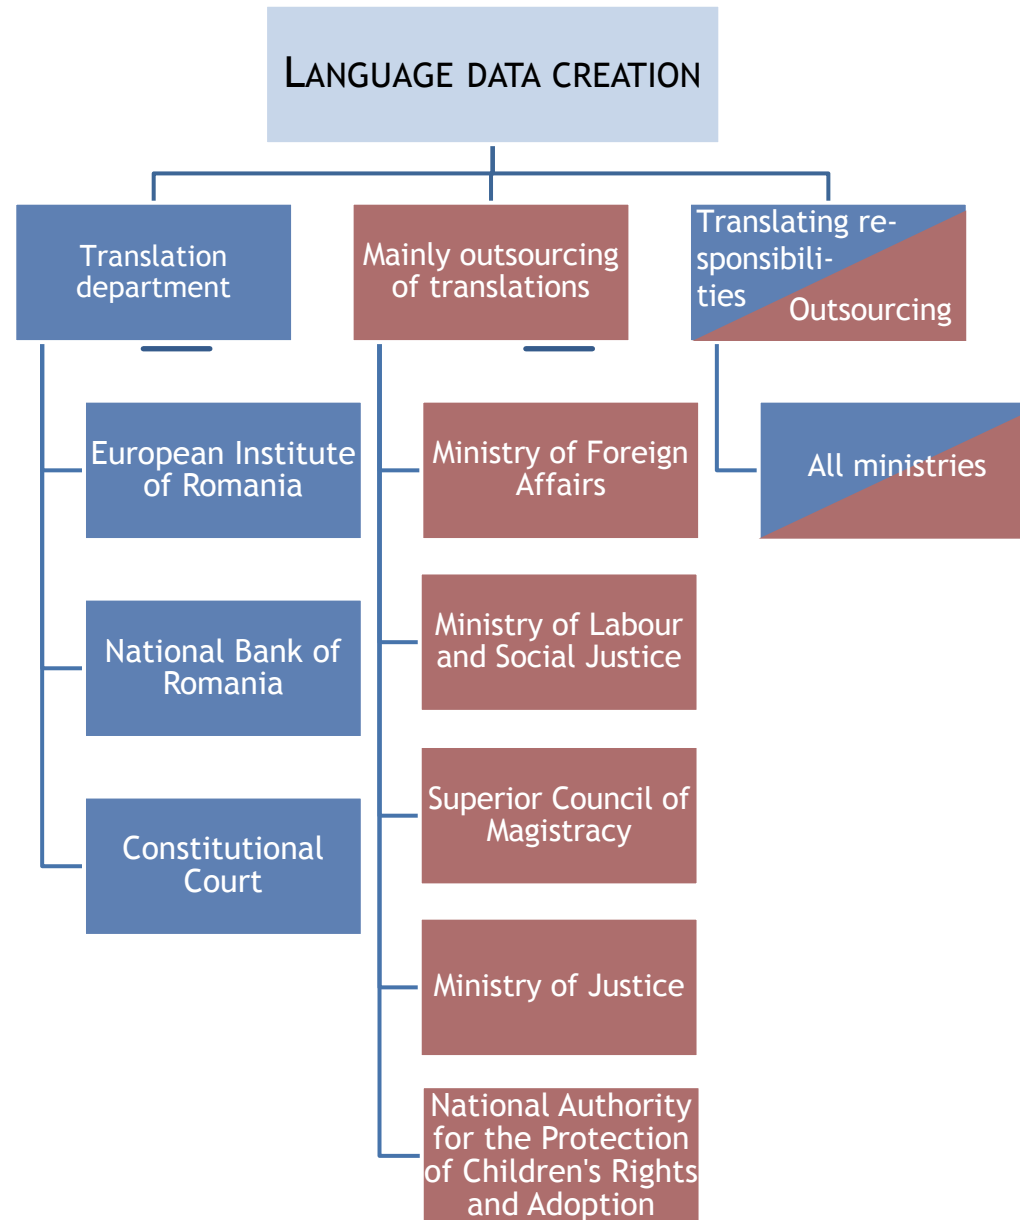 LANGUAGE DATA CREATION
Translation
department
Mainly outsourcing
of translations
Translating re-
sponsibili-
ties
Outsourcing
European Institute
of Romania
National Bank of
Romania
Constitutional
Court
Ministry of Foreign
Affairs
Ministry of Labour
and Social Justice
Superior Council of
Magistracy
Ministry of Justice
National Authority
for the Protection
of Children's Rights
and Adoption
All ministries